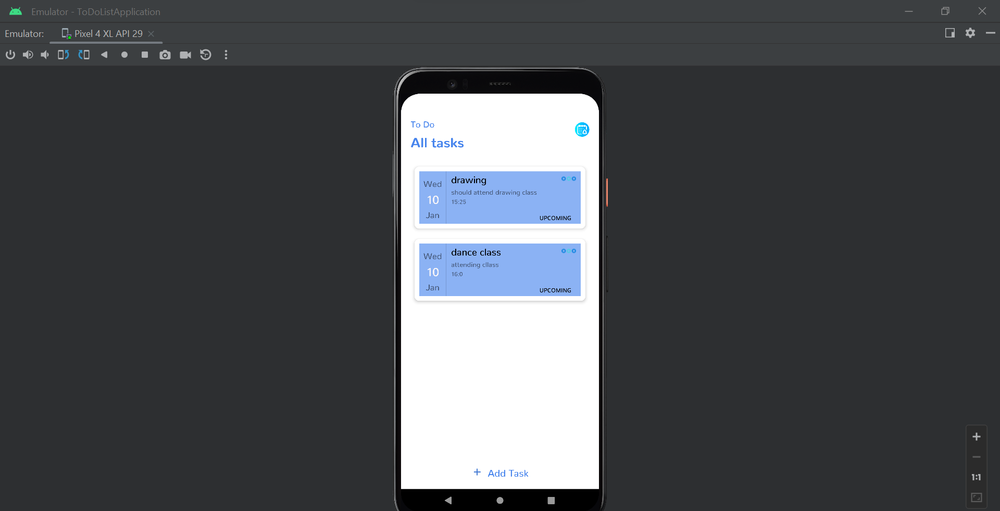 Emulator - ToDoListApplication
Emulator:
Pixel 4 XL API 29
To Do
All tasks
Wed
10
Jan
drawing
should attend drawing class
15:25
UPCOMING
Wed
10
Jan
dance class
attending cllass
16:0
UPCOMING
+ Add Task
1:1